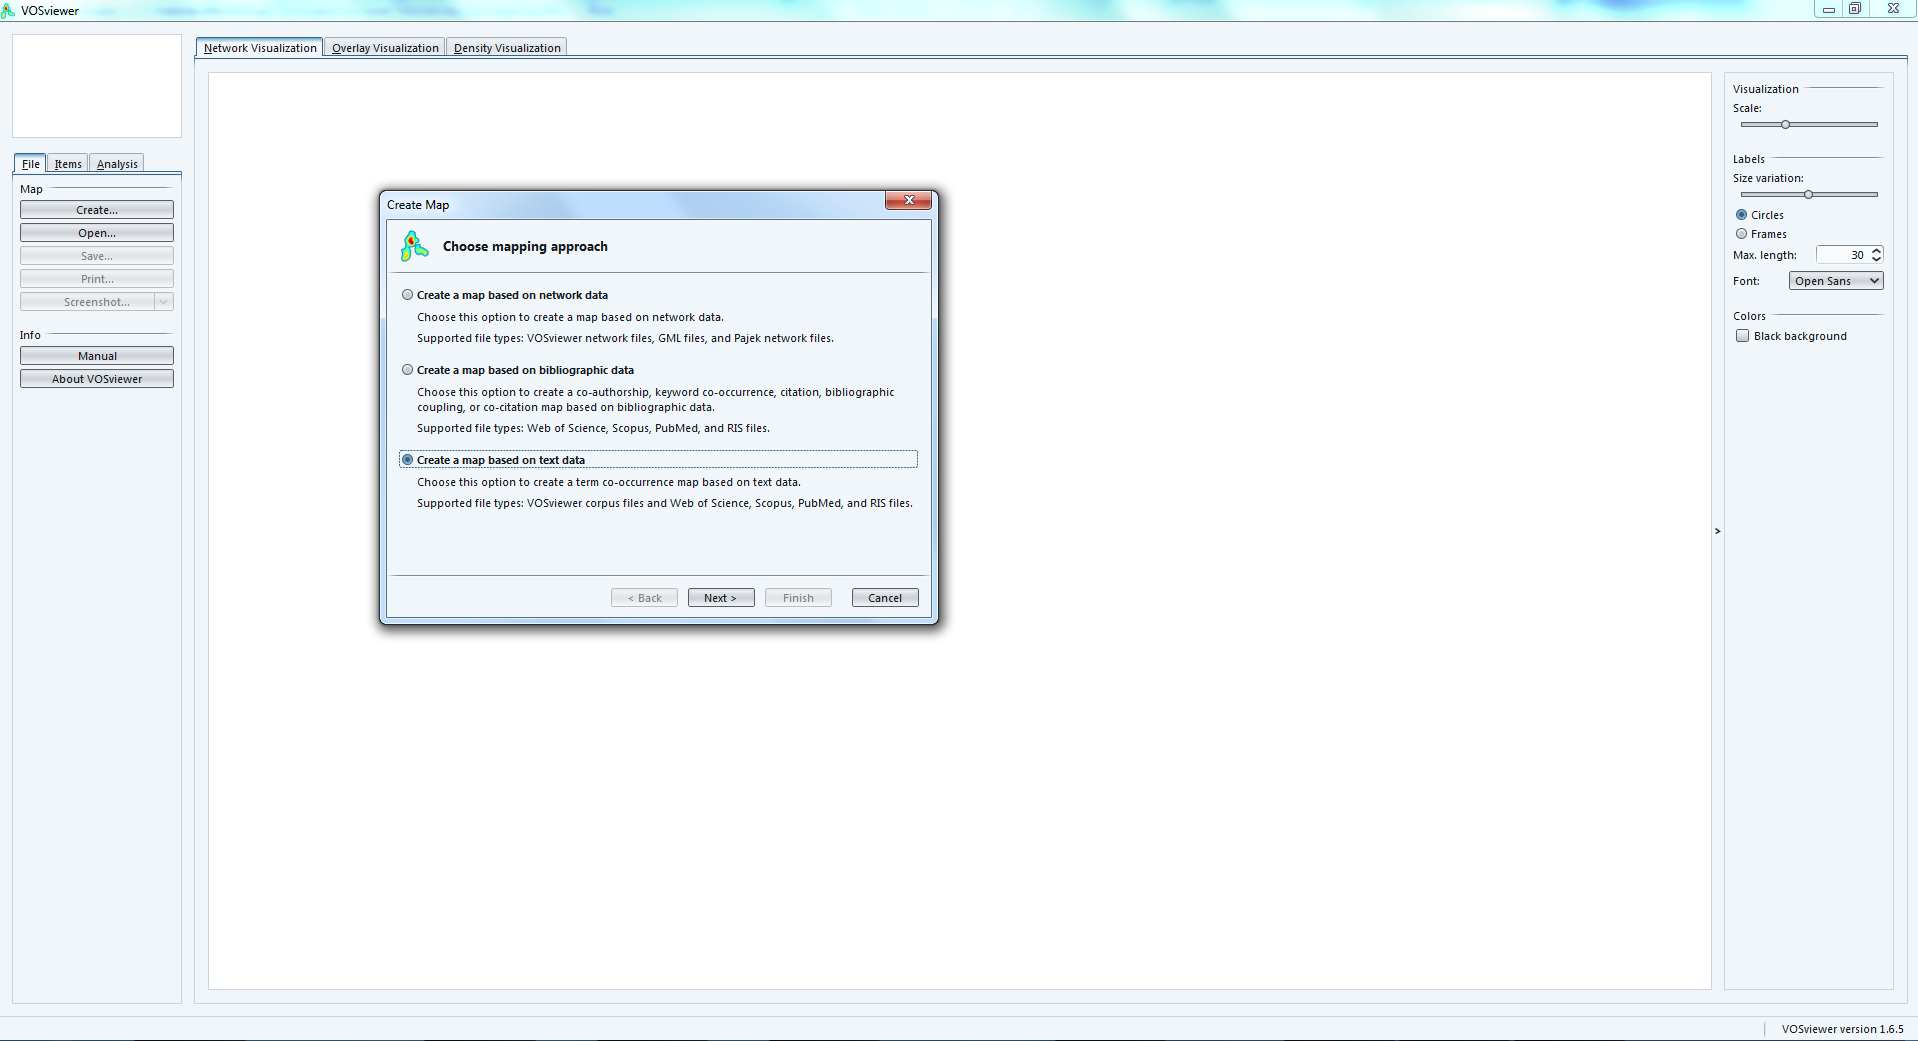 VOSviewer
Network Visualization
Overlay Visualization
Density Visualization
File
Items
Analysis
Map
Create...
Open...
Save...
Print...
Screenshot...
Info
Manual
About VOSviewer
Create Map
Choose mapping approach
Create a map based on network data
Choose this option to create a map based on network data.
Supported file types: VOSviewer network files, GML files, and Pajek network files.
Create a map based on bibliographic data
Choose this option to create a co-authorship, keyword co-occurrence, citation, bibliographic
coupling, or co-citation map based on bibliographic data.
Supported file types: Web of Science, Scopus, PubMed, and RIS files.
Create a map based on text data
Choose this option to create a term co-occurrence map based on text data.
Supported file types: VOSviewer corpus files and Web of Science, Scopus, PubMed, and RIS files.
< Back
Next >
Finish
Cancel
>
Visualization
Scale:
Labels
Size variation:
Circles
Frames
Max. length: 30
Font: Open Sans
Colors
Black background
VOSviewer version 1.6.5